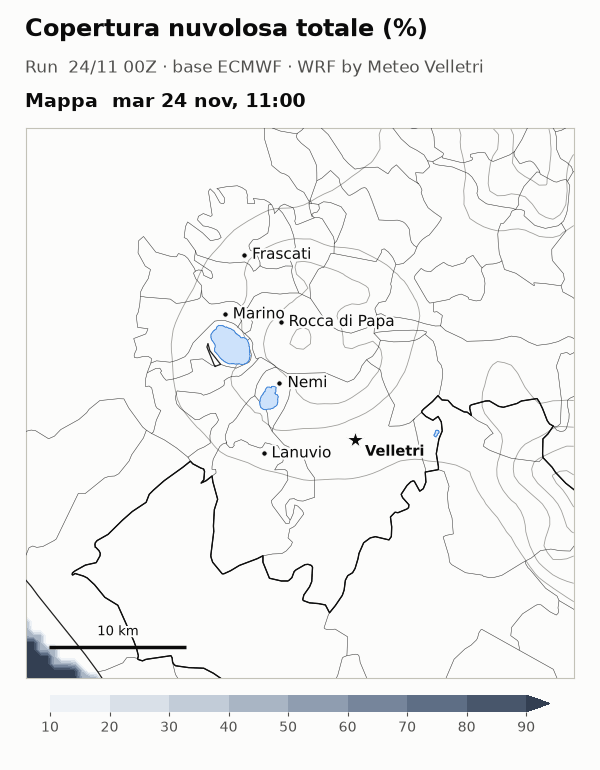 Copertura nuvolosa totale (%)
Run  24/11 00Z · base ECMWF · WRF by Meteo Velletri
Mappa  mar 24 nov, 11:00
Frascati
Marino
Rocca di Papa
Nemi
Velletri
Lanuvio
10 km
10 20 30 40 50 60 70 80 90